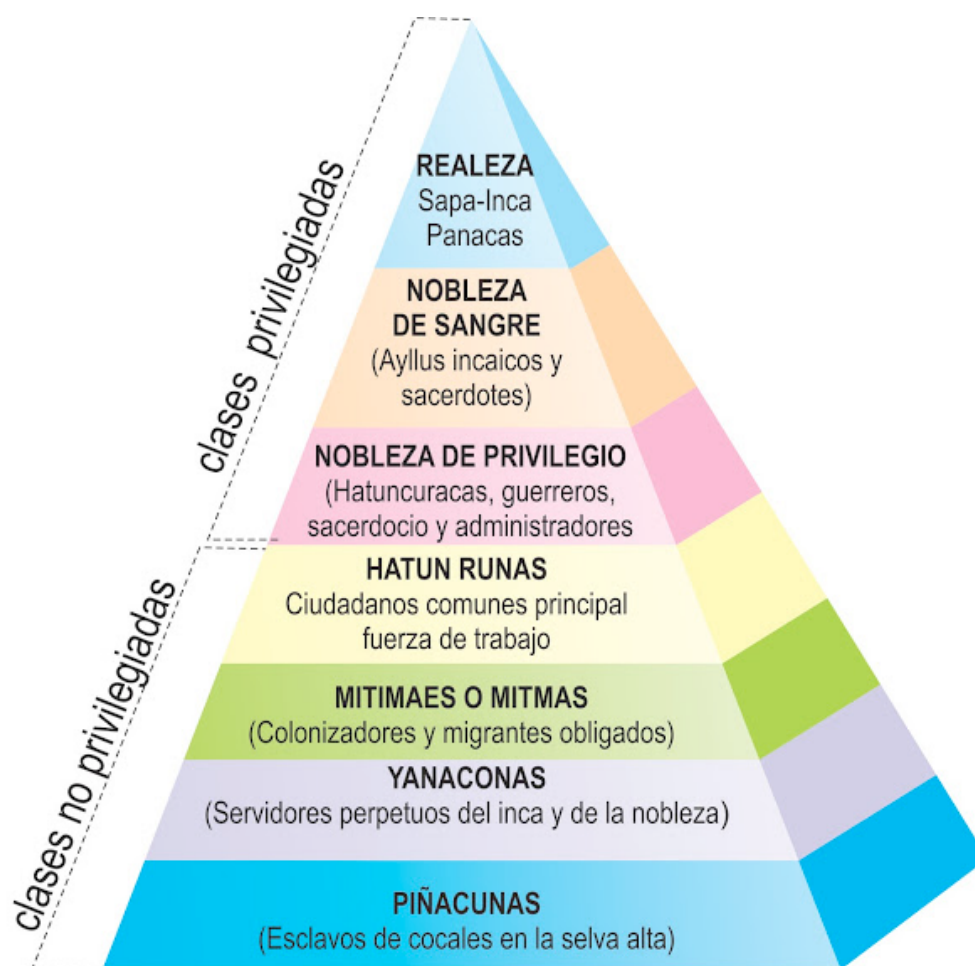 clases privilegiadas
REALEZA
Sapa-Inca
Panacas
NOBLEZA
DE SANGRE
(Ayllus incaicos y
sacerdotes)
NOBLEZA DE PRIVILEGIO
(Hatuncuracas, guerreros,
sacerdocio y administradores
clases no privilegiadas
HATUN RUNAS
Ciudadanos comunes principal
fuerza de trabajo
MITIMAES O MITMAS
(Colonizadores y migrantes obligados)
YANACONAS
(Servidores perpetuos del inca y de la nobleza)
PIÑACUNAS
(Esclavos de cocales en la selva alta)